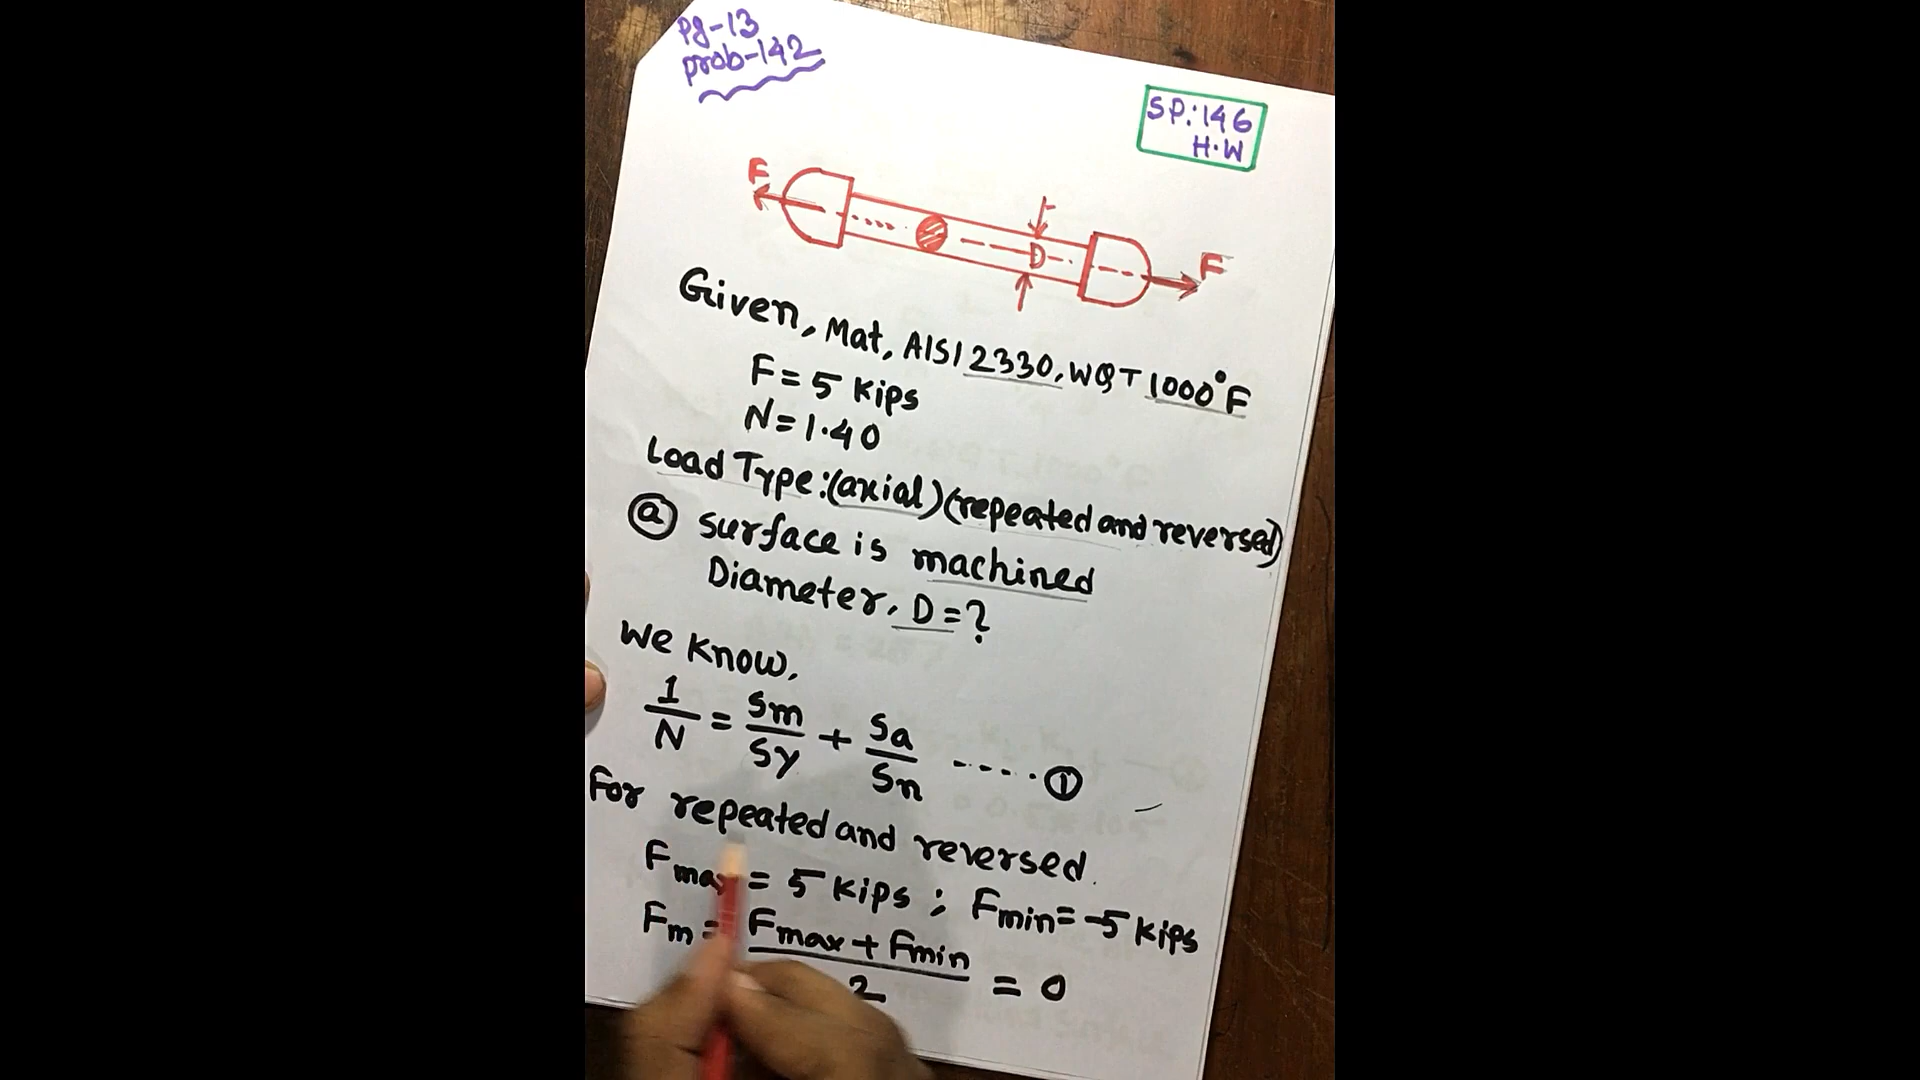 Pg-13
prob-142
SP:146
H.W
F
D
F
Given, Mat, AISI 2330, WQT 1000°F
F = 5 Kips
N = 1.40
Load Type:(axial)(repeated and reversed)
ⓐ surface is machined
Diameter, D = ?
We know,
1/N = Sm/Sy + Sa/Sn ----- ①
For repeated and reversed.
Fmax = 5 Kips ; Fmin = -5 Kips
Fm = Fmax + Fmin / 2 = 0